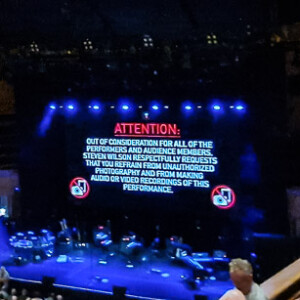 ATTENTION:
OUT OF CONSIDERATION FOR ALL OF THE
PERFORMERS AND AUDIENCE MEMBERS,
STEVEN WILSON RESPECTFULLY REQUESTS
THAT YOU REFRAIN FROM UNAUTHORIZED
PHOTOGRAPHY AND FROM MAKING
AUDIO OR VIDEO RECORDINGS OF THIS
PERFORMANCE.